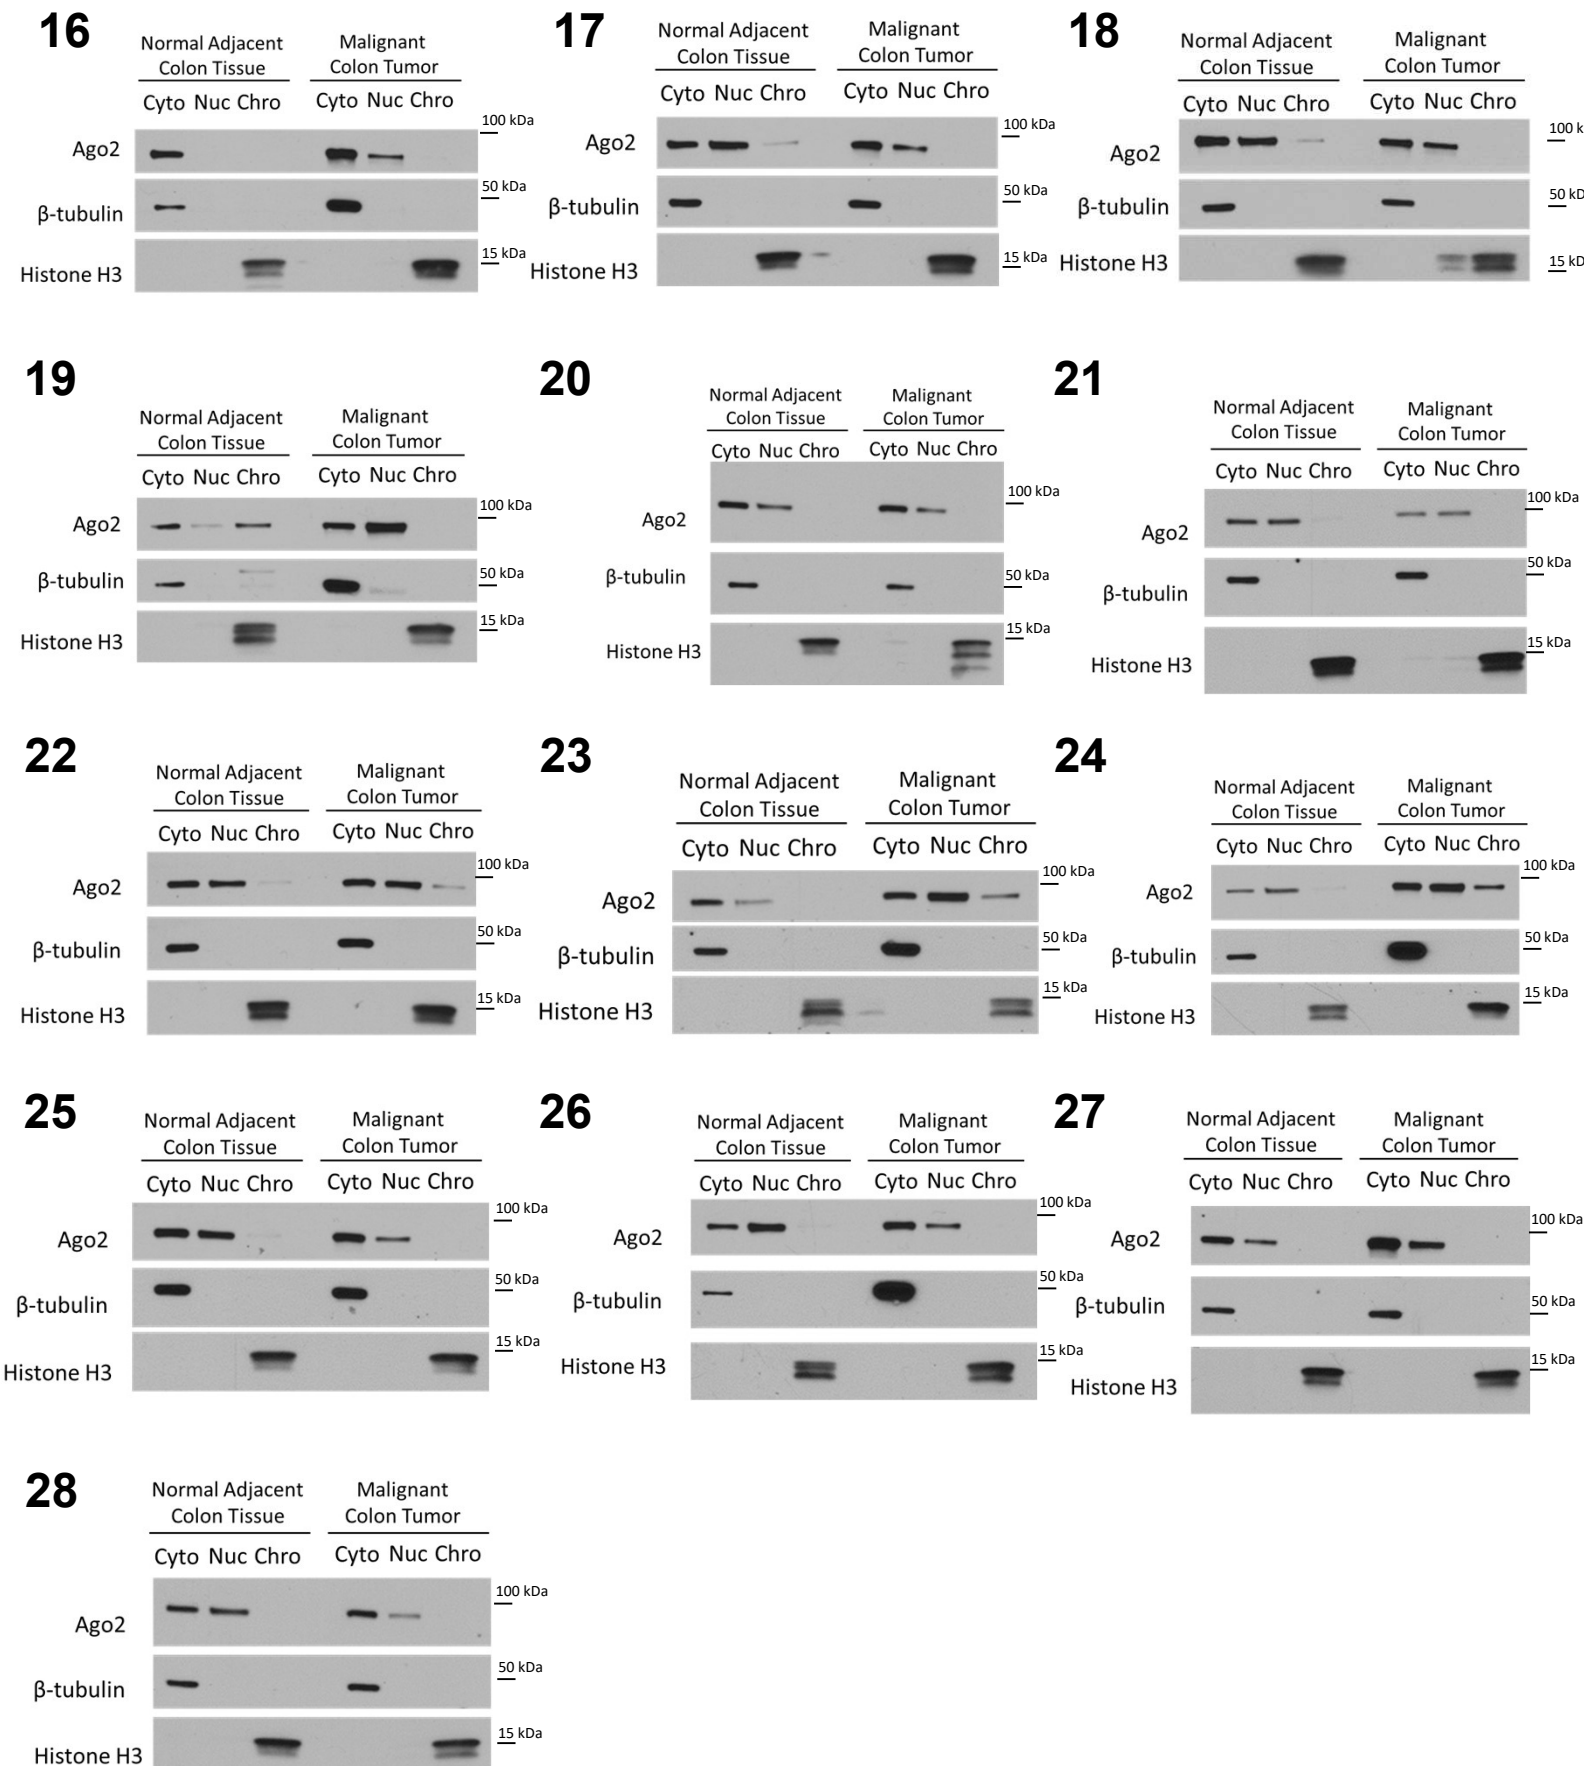 16
Normal Adjacent
Colon Tissue
Malignant
Colon Tumor
Cyto Nuc Chro
Cyto Nuc Chro
100 kDa
Ago2
50 kDa
β-tubulin
15 kDa
Histone H3
17
Normal Adjacent
Colon Tissue
Malignant
Colon Tumor
Cyto Nuc Chro
Cyto Nuc Chro
100 kDa
Ago2
50 kDa
β-tubulin
15 kDa
Histone H3
18
Normal Adjacent
Colon Tissue
Malignant
Colon Tumor
Cyto Nuc Chro
Cyto Nuc Chro
100 k
Ago2
50 kD
β-tubulin
15 kD
Histone H3
19
Normal Adjacent
Colon Tissue
Malignant
Colon Tumor
Cyto Nuc Chro
Cyto Nuc Chro
100 kDa
Ago2
50 kDa
β-tubulin
15 kDa
Histone H3
20
Normal Adjacent
Colon Tissue
Malignant
Colon Tumor
Cyto Nuc Chro
Cyto Nuc Chro
100 kDa
Ago2
50 kDa
β-tubulin
15 kDa
Histone H3
21
Normal Adjacent
Colon Tissue
Malignant
Colon Tumor
Cyto Nuc Chro
Cyto Nuc Chro
100 kDa
Ago2
50 kDa
β-tubulin
15 kDa
Histone H3
22
Normal Adjacent
Colon Tissue
Malignant
Colon Tumor
Cyto Nuc Chro
Cyto Nuc Chro
100 kDa
Ago2
50 kDa
β-tubulin
15 kDa
Histone H3
23
Normal Adjacent
Colon Tissue
Malignant
Colon Tumor
Cyto Nuc Chro
Cyto Nuc Chro
100 kDa
Ago2
50 kDa
β-tubulin
15 kDa
Histone H3
24
Normal Adjacent
Colon Tissue
Malignant
Colon Tumor
Cyto Nuc Chro
Cyto Nuc Chro
100 kDa
Ago2
50 kDa
β-tubulin
15 kDa
Histone H3
25
Normal Adjacent
Colon Tissue
Malignant
Colon Tumor
Cyto Nuc Chro
Cyto Nuc Chro
100 kDa
Ago2
50 kDa
β-tubulin
15 kDa
Histone H3
26
Normal Adjacent
Colon Tissue
Malignant
Colon Tumor
Cyto Nuc Chro
Cyto Nuc Chro
100 kDa
Ago2
50 kDa
β-tubulin
15 kDa
Histone H3
27
Normal Adjacent
Colon Tissue
Malignant
Colon Tumor
Cyto Nuc Chro
Cyto Nuc Chro
100 kDa
Ago2
50 kDa
β-tubulin
15 kDa
Histone H3
28
Normal Adjacent
Colon Tissue
Malignant
Colon Tumor
Cyto Nuc Chro
Cyto Nuc Chro
100 kDa
Ago2
50 kDa
β-tubulin
15 kDa
Histone H3